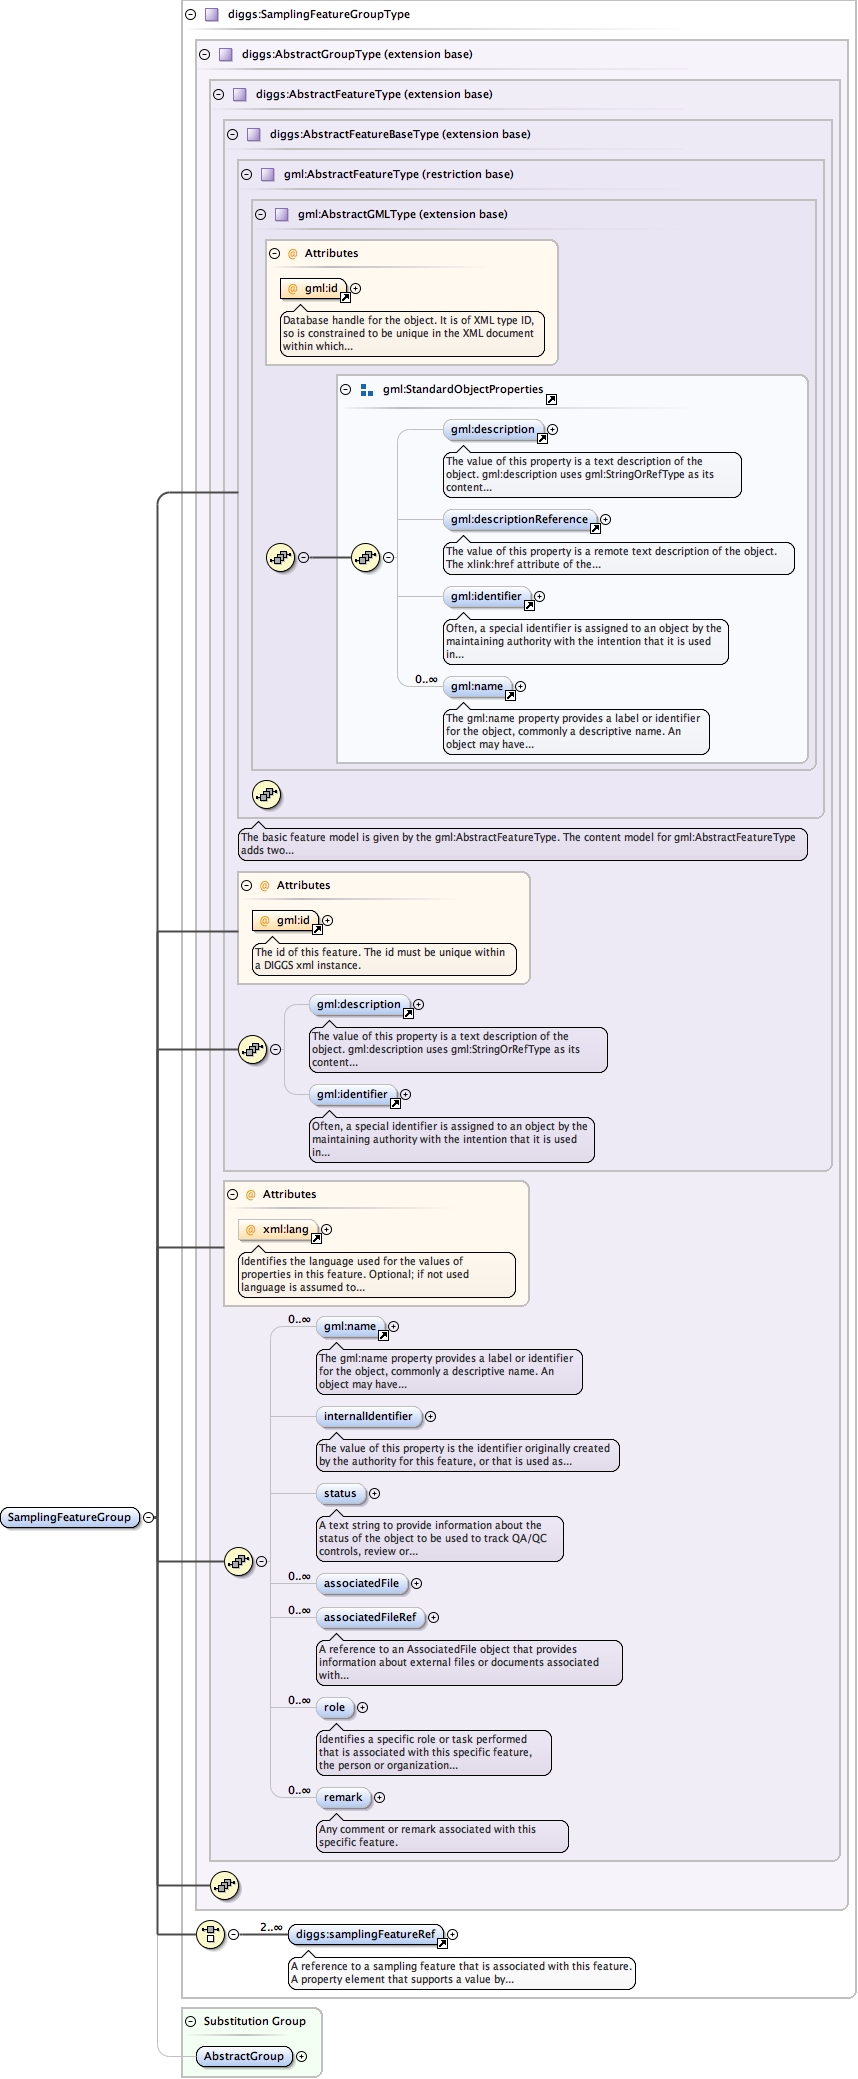 diggs:SamplingFeatureGroupType
diggs:AbstractGroupType (extension base)
diggs:AbstractFeatureType (extension base)
diggs:AbstractFeatureBaseType (extension base)
gml:AbstractFeatureType (restriction base)
gml:AbstractGMLType (extension base)
@ Attributes
@ gml:id
Database handle for the object. It is of XML type ID,
so is constrained to be unique in the XML document
within which...
gml:StandardObjectProperties
gml:description
The value of this property is a text description of the
object. gml:description uses gml:StringOrRefType as its
content...
gml:descriptionReference
The value of this property is a remote text description of the object.
The xlink:href attribute of the...
gml:identifier
Often, a special identifier is assigned to an object by the
maintaining authority with the intention that it is used
in...
0..∞
gml:name
The gml:name property provides a label or identifier
for the object, commonly a descriptive name. An
object may have...
The basic feature model is given by the gml:AbstractFeatureType. The content model for gml:AbstractFeatureType
adds two...
@ Attributes
@ gml:id
The id of this feature. The id must be unique within
a DIGGS xml instance.
gml:description
The value of this property is a text description of the
object. gml:description uses gml:StringOrRefType as its
content...
gml:identifier
Often, a special identifier is assigned to an object by the
maintaining authority with the intention that it is used
in...
@ Attributes
@ xml:lang
Identifies the language used for the values of
properties in this feature. Optional; if not used
language is assumed to...
0..∞
gml:name
The gml:name property provides a label or identifier
for the object, commonly a descriptive name. An
object may have...
internalIdentifier
The value of this property is the identifier originally created
by the authority for this feature, or that is used as...
status
A text string to provide information about the
status of the object to be used to track QA/QC
controls, review or...
SamplingFeatureGroup
0..∞
associatedFile
0..∞
associatedFileRef
A reference to an AssociatedFile object that provides
information about external files or documents associated
with...
0..∞
role
Identifies a specific role or task performed
that is associated with this specific feature,
the person or organization...
0..∞
remark
Any comment or remark associated with this
specific feature.
2..∞
diggs:samplingFeatureRef
A reference to a sampling feature that is associated with this feature.
A property element that supports a value by...
Substitution Group
AbstractGroup